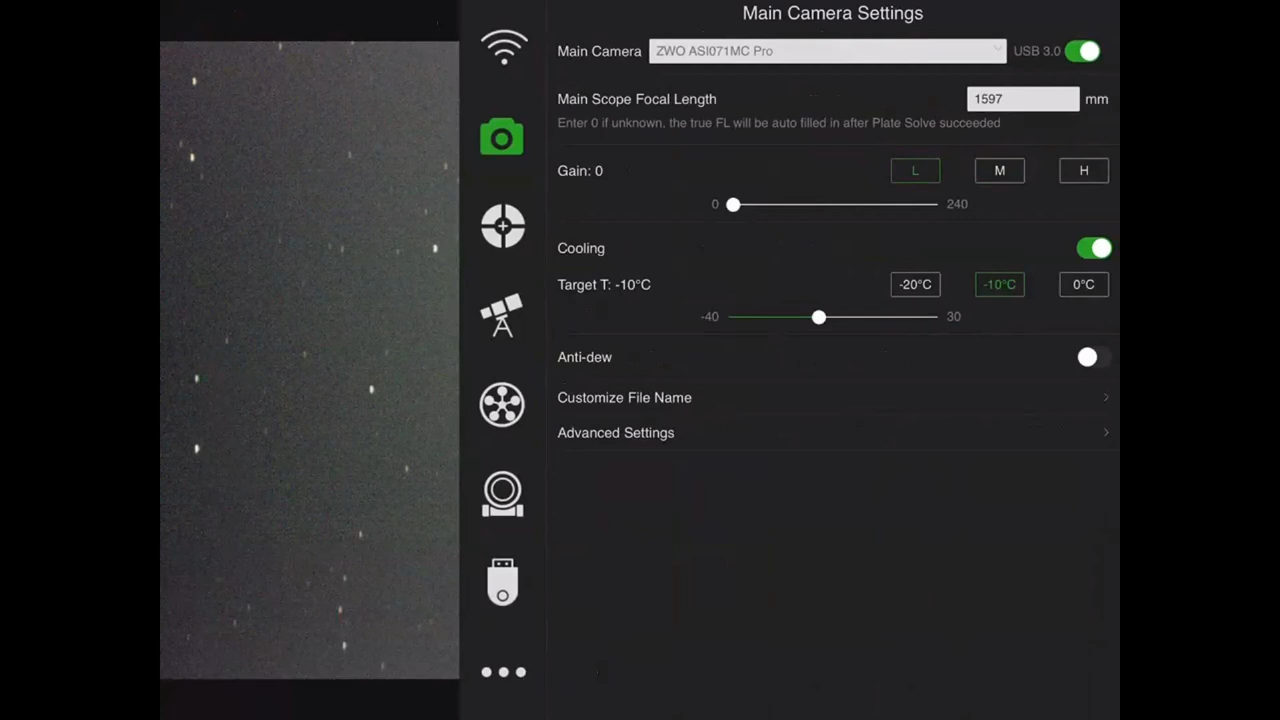 Main Camera Settings
Main Camera ZWO ASI071MC Pro USB 3.0
Main Scope Focal Length 1597 mm
Enter 0 if unknown, the true FL will be auto filled in after Plate Solve succeeded
Gain: 0 L M H
0 240
Cooling
Target T: -10°C -20°C -10°C 0°C
-40 30
Anti-dew
Customize File Name
Advanced Settings